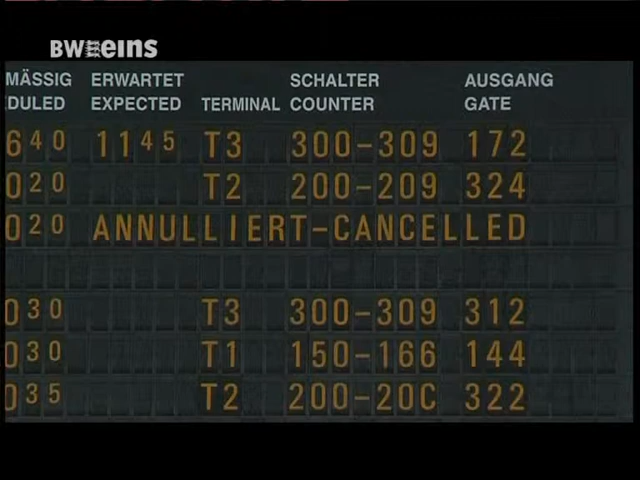 BW eins
MÄSSIG ERWARTET SCHALTER AUSGANG
DULED EXPECTED TERMINAL COUNTER GATE
640 1145 T3 300-309 172
020 T2 200-209 324
020 ANNULLIERT-CANCELLED
030 T3 300-309 312
030 T1 150-166 144
035 T2 200-20C 322